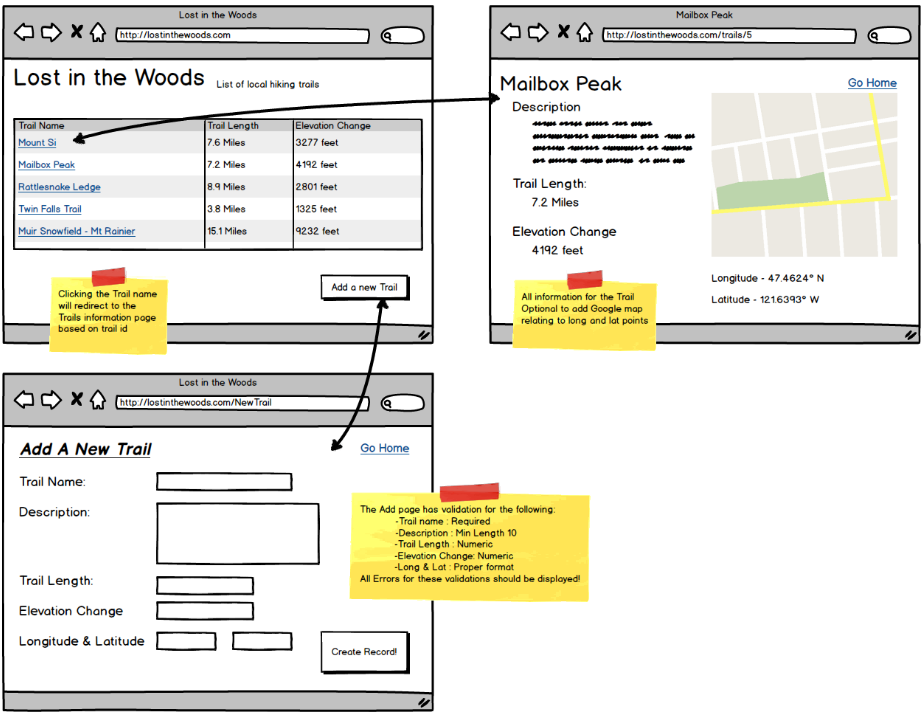 Lost in the Woods
http://lostinthewoods.com
Lost in the Woods List of local hiking trails
Trail Name Trail Length Elevation Change
Mount Si 7.6 Miles 3277 feet
Mailbox Peak 7.2 Miles 4192 feet
Rattlesnake Ledge 8.9 Miles 2801 feet
Twin Falls Trail 3.8 Miles 1325 feet
Muir Snowfield - Mt Rainier 15.1 Miles 9232 feet
Add a new Trail
Clicking the Trail name
will redirect to the
Trails information page
based on trail id
Mailbox Peak
http://lostinthewoods.com/trails/5
Mailbox Peak
Go Home
Description
Trail Length:
7.2 Miles
Elevation Change
4192 feet
Longitude - 47.4624° N
Latitude - 121.6393° W
All information for the Trail
Optional to add Google map
relating to long and lat points
Lost in the Woods
http://lostinthewoods.com/NewTrail
Add A New Trail
Go Home
Trail Name:
Description:
Trail Length:
Elevation Change
Longitude & Latitude
Create Record!
The Add page has validation for the following:
-Trail name : Required
-Description : Min Length 10
-Trail Length : Numeric
-Elevation Change: Numeric
-Long & Lat : Proper format
All Errors for these validations should be displayed!